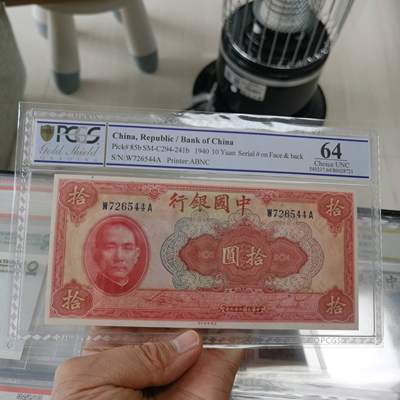 PCGS
Gold Shield
China, Republic / Bank of China
Pick# 85b SM-C294-241b 1940 10 Yuan Serial # on Face & back
S/N: W726544A Printer: ABNC
64
Choice UNC
拾 中國銀行 拾
W726544A W726544A
拾圓
拾 拾
PCGS